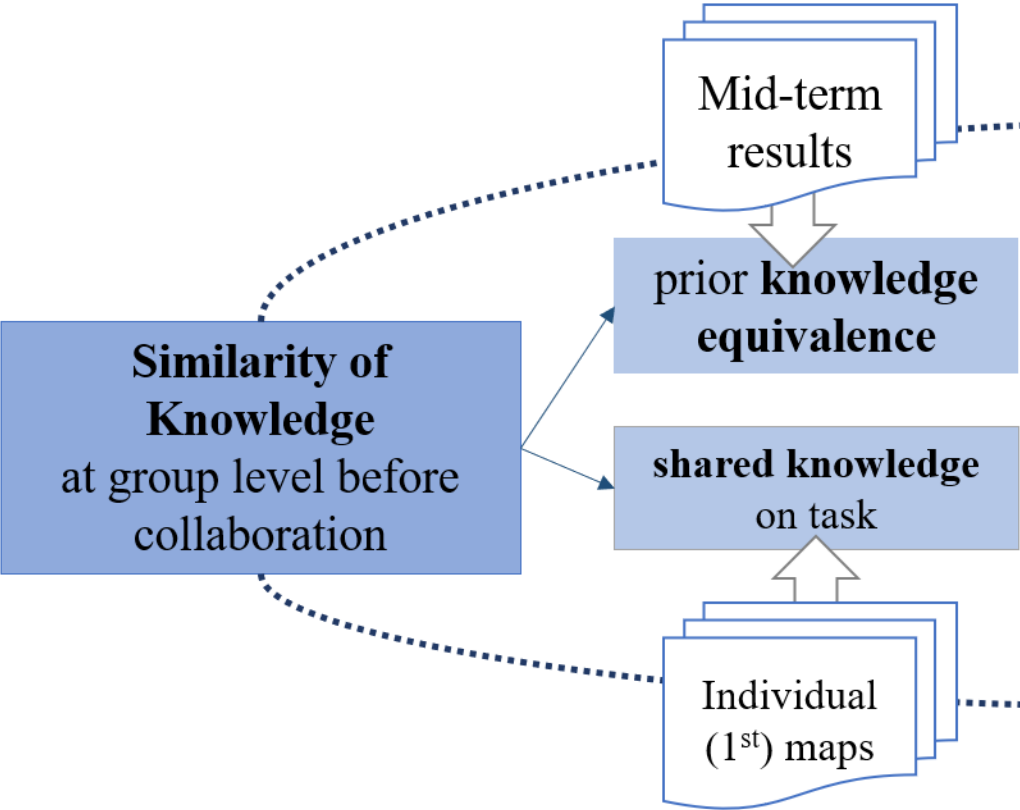 Mid-term
results
prior knowledge
equivalence
Similarity of
Knowledge
at group level before
collaboration
shared knowledge
on task
Individual
(1st) maps